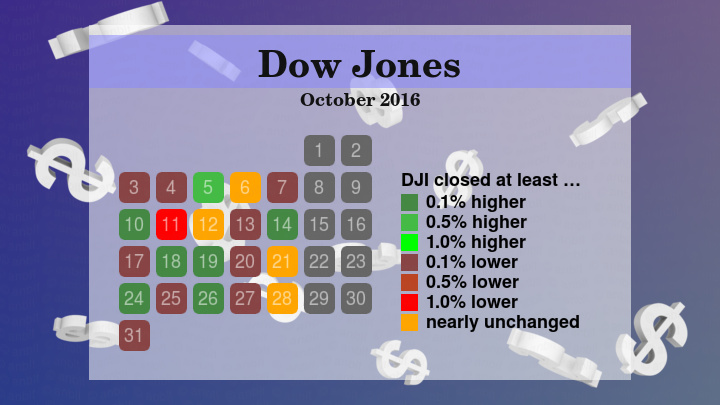 Dow Jones
October 2016
1 2
3 4 5 6 7 8 9
10 11 12 13 14 15 16
17 18 19 20 21 22 23
24 25 26 27 28 29 30
31
DJI closed at least …
0.1% higher
0.5% higher
1.0% higher
0.1% lower
0.5% lower
1.0% lower
nearly unchanged